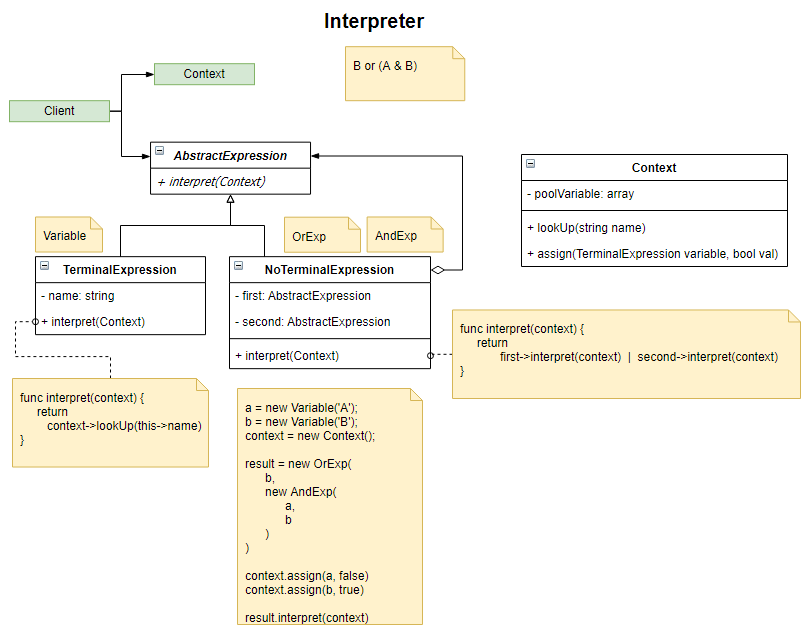 Interpreter
B or (A & B)
Context
Client
AbstractExpression
+ interpret(Context)
Context
- poolVariable: array
+ lookUp(string name)
+ assign(TerminalExpression variable, bool val)
Variable
OrExp
AndExp
TerminalExpression
- name: string
+ interpret(Context)
NoTerminalExpression
- first: AbstractExpression
- second: AbstractExpression
+ interpret(Context)
func interpret(context) {
return
first->interpret(context) | second->interpret(context)
}
func interpret(context) {
return
context->lookUp(this->name)
}
a = new Variable('A');
b = new Variable('B');
context = new Context();
result = new OrExp(
b,
new AndExp(
a,
b
)
)
context.assign(a, false)
context.assign(b, true)
result.interpret(context)